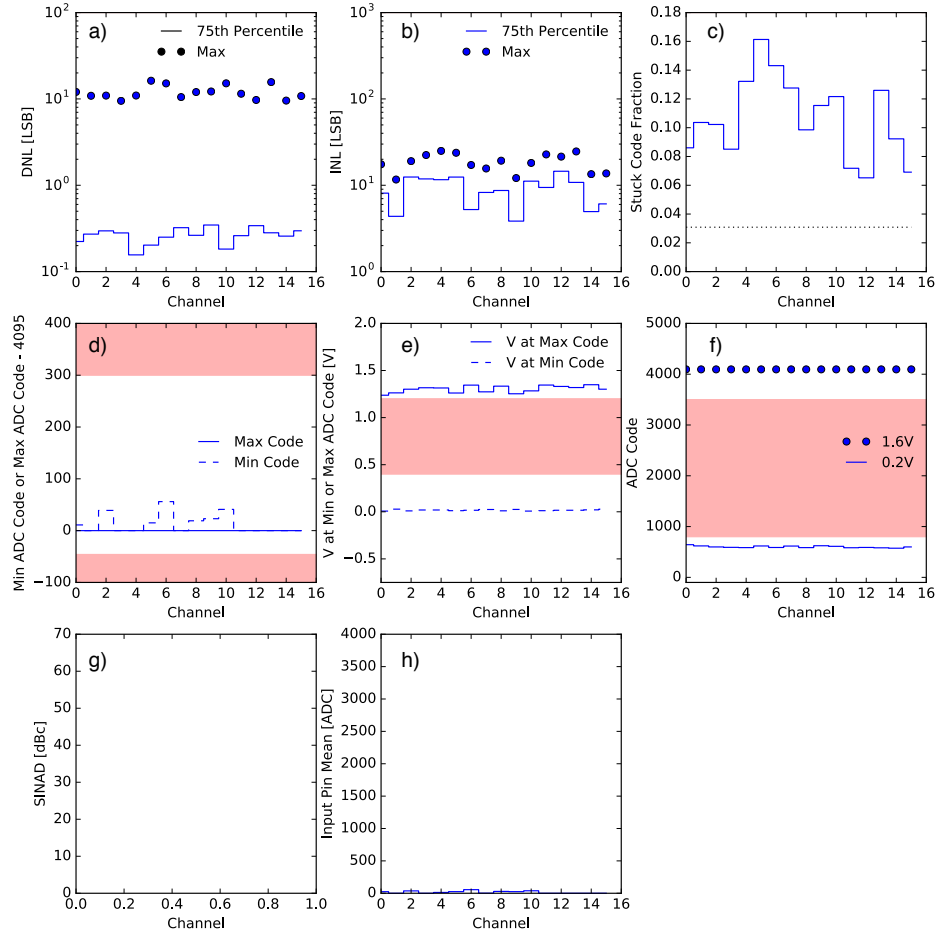 a)
75th Percentile
Max
10²
10¹
10⁰
10⁻¹
DNL [LSB]
0 2 4 6 8 10 12 14 16
Channel
b)
75th Percentile
Max
10³
10²
10¹
10⁰
INL [LSB]
0 2 4 6 8 10 12 14 16
Channel
c)
0.18
0.16
0.14
0.12
0.10
0.08
0.06
0.04
0.02
0.00
Stuck Code Fraction
0 2 4 6 8 10 12 14 16
Channel
d)
400
300
200
100
0
−100
Min ADC Code or Max ADC Code - 4095
Max Code
Min Code
0 2 4 6 8 10 12 14 16
Channel
e)
2.0
1.5
1.0
0.5
0.0
−0.5
V at Min or Max ADC Code [V]
V at Max Code
V at Min Code
0 2 4 6 8 10 12 14 16
Channel
f)
5000
4000
3000
2000
1000
0
ADC Code
1.6V
0.2V
0 2 4 6 8 10 12 14 16
Channel
g)
70
60
50
40
30
20
10
0
SINAD [dBc]
0.0 0.2 0.4 0.6 0.8 1.0
Channel
h)
4000
3500
3000
2500
2000
1500
1000
500
0
Input Pin Mean [ADC]
0 2 4 6 8 10 12 14 16
Channel